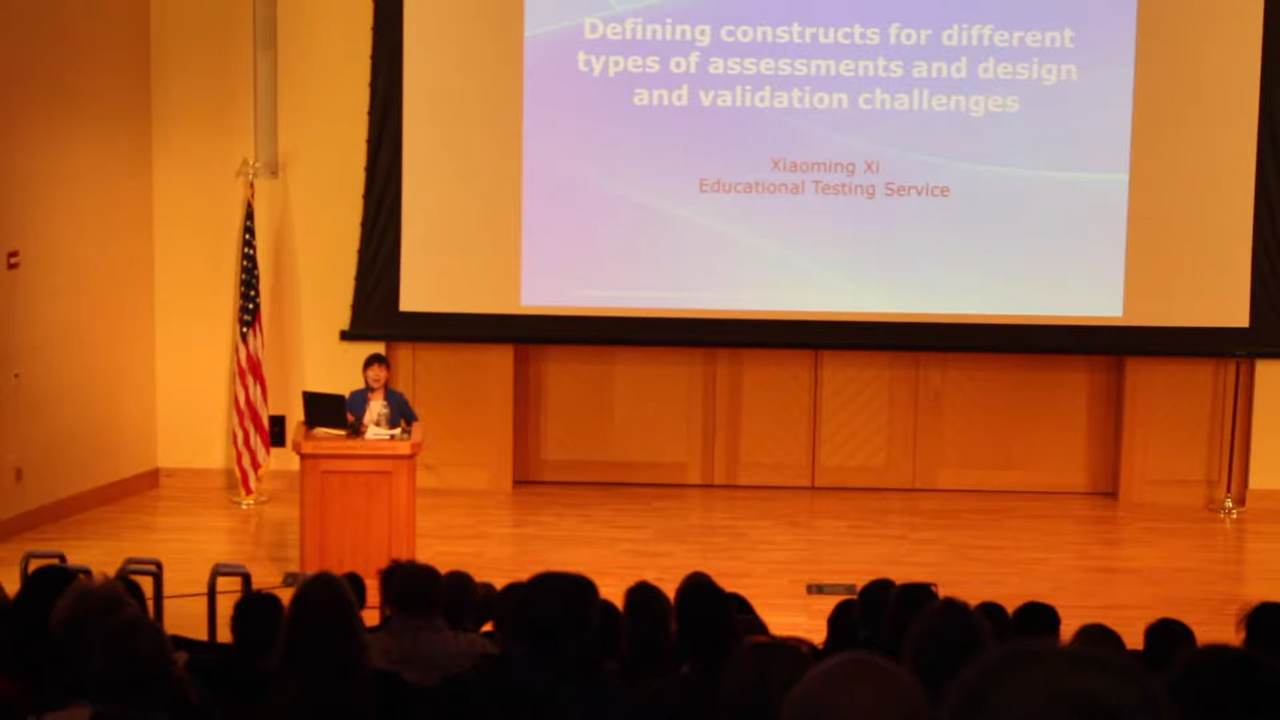 Defining constructs for different
types of assessments and design
and validation challenges
Xiaoming Xi
Educational Testing Service